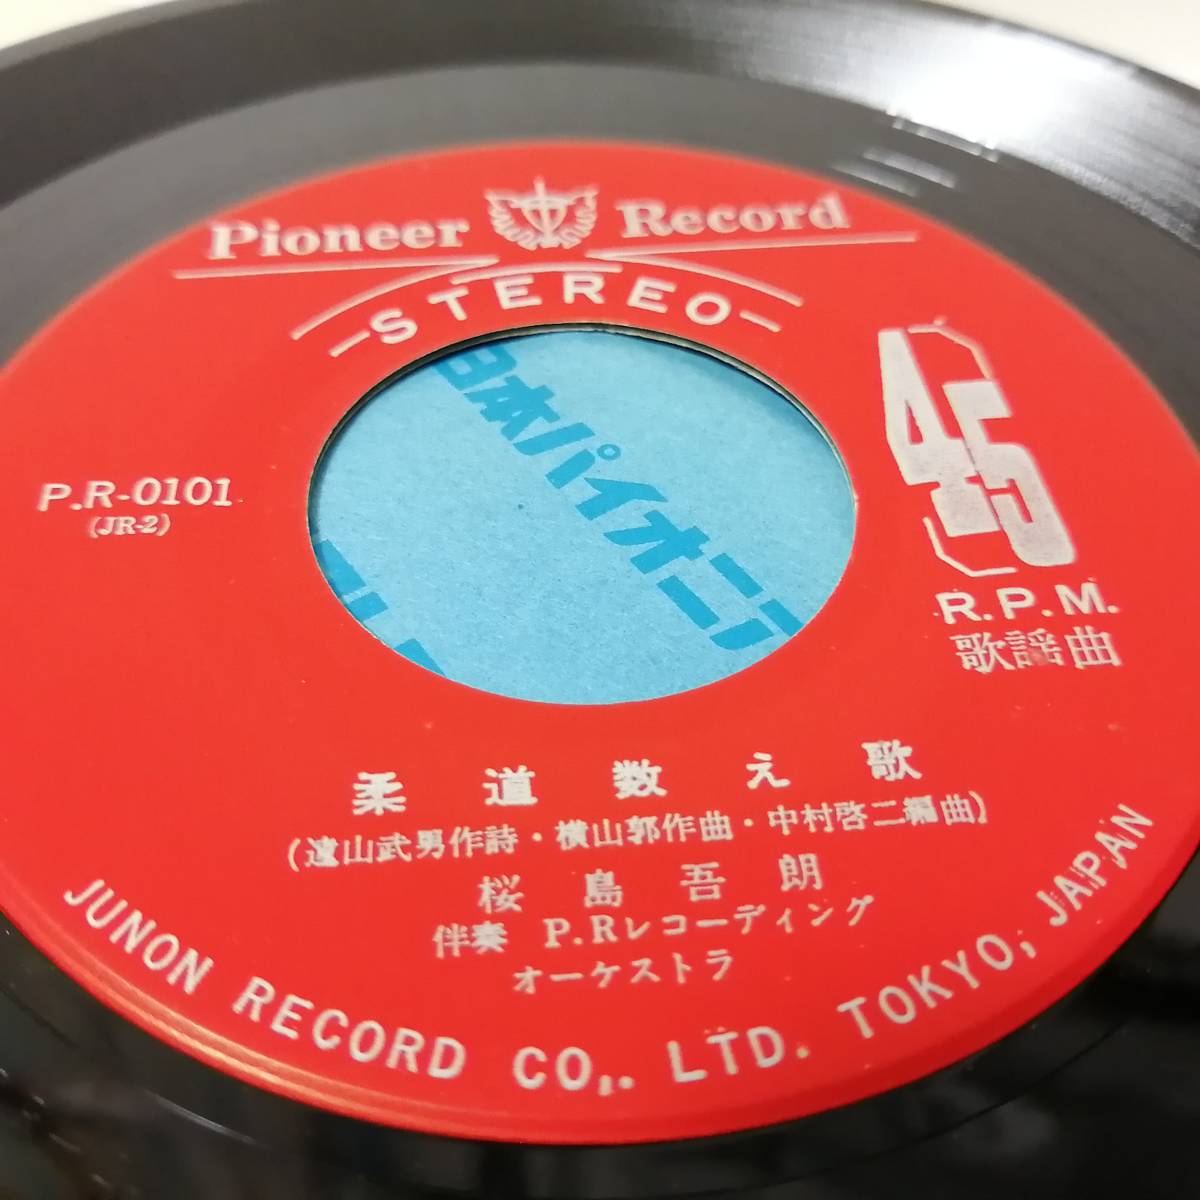 Pioneer Record
STEREO
P.R-0101
(JR-2)
45
R.P.M.
歌謡曲
日本パイオニ
柔道数え歌
(遠山武男作詩・横山郭作曲・中村啓二編曲)
桜島吾朗
伴奏 P.Rレコーディング
オーケストラ
JUNON RECORD CO,. LTD. TOKYO, JAPAN